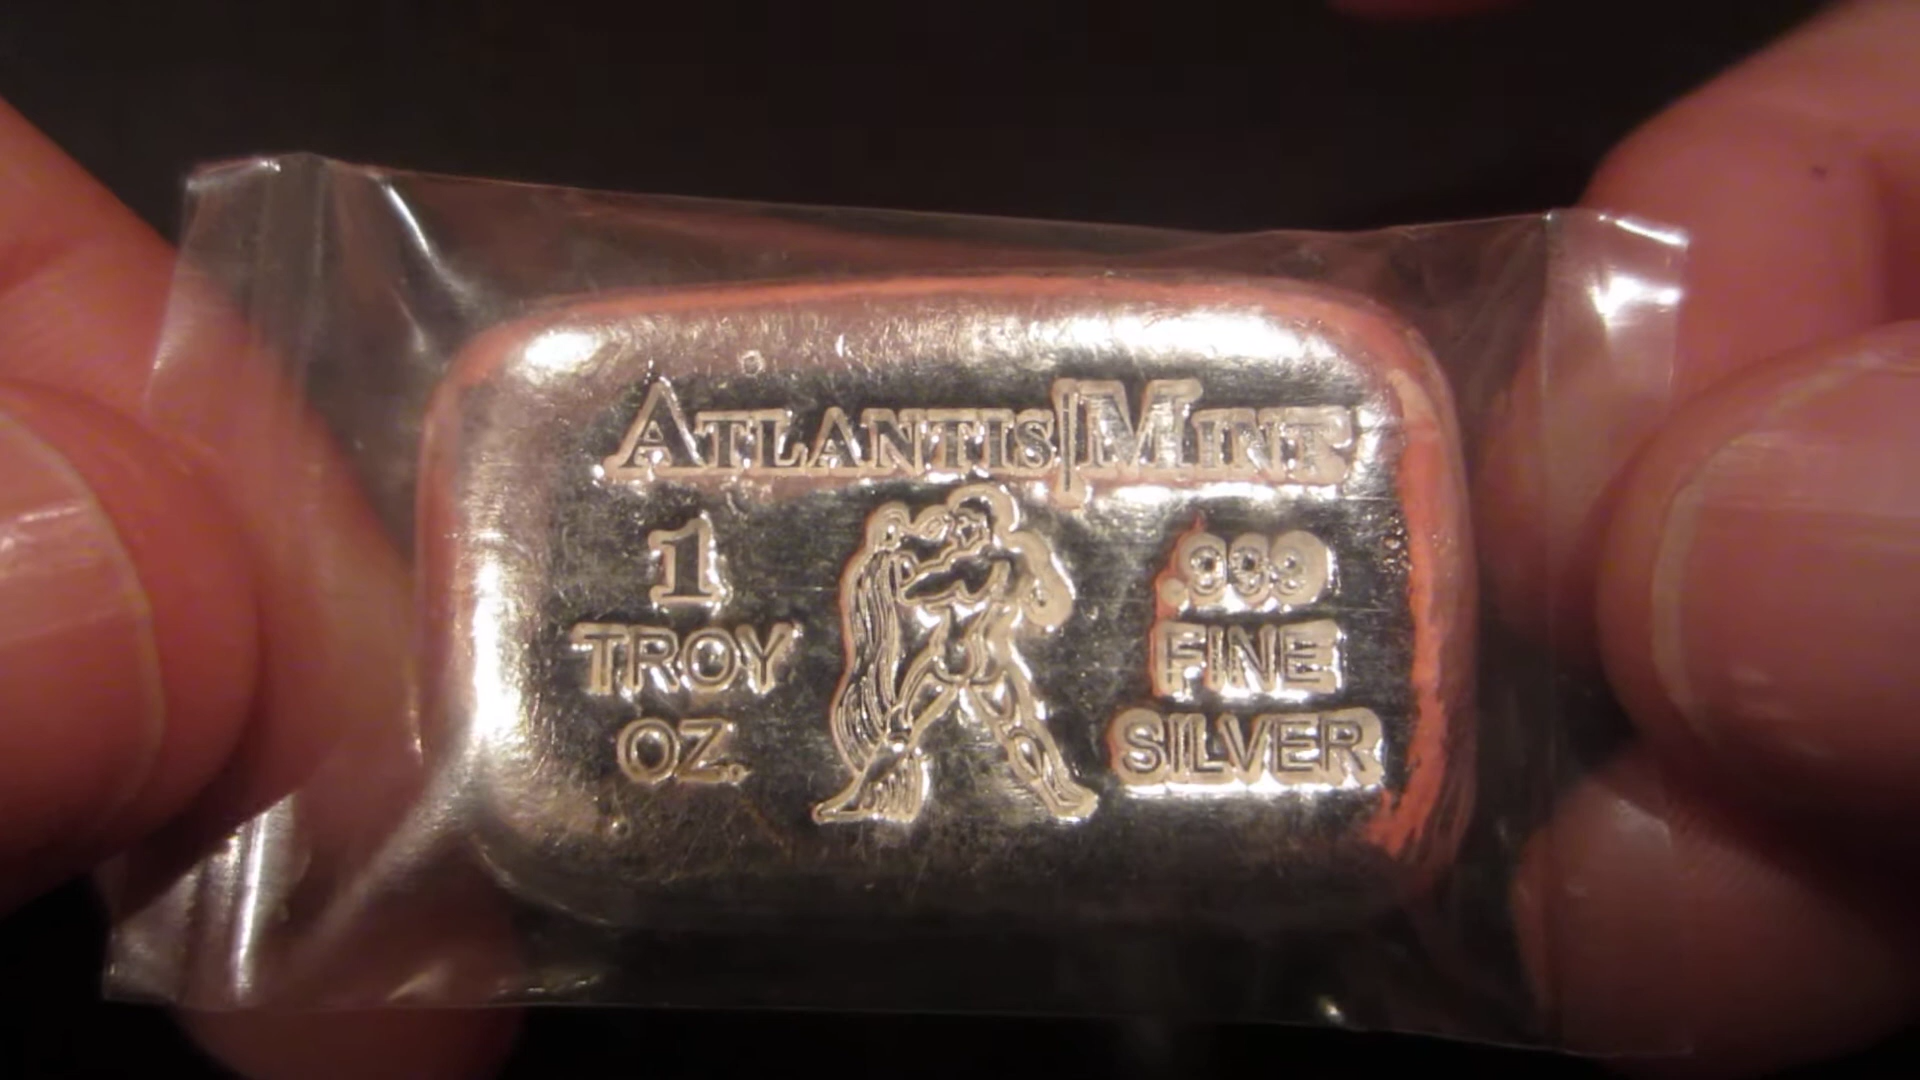 ATLANTIS|MINT
1
TROY
OZ.
.999
FINE
SILVER